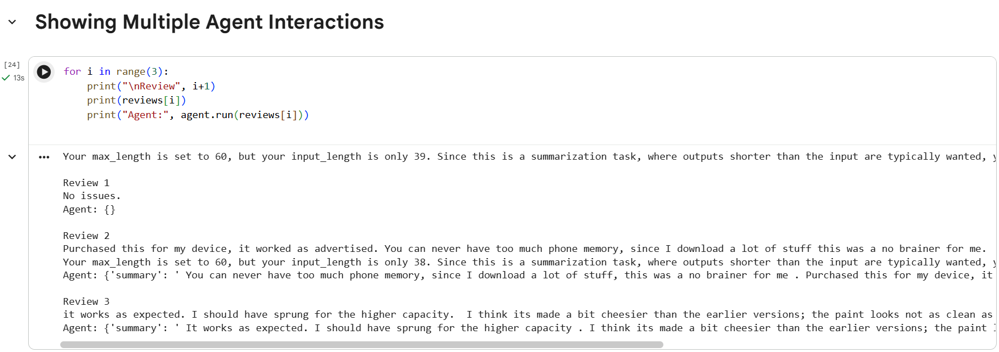 Showing Multiple Agent Interactions
[24]
13s
for i in range(3):
    print("\nReview", i+1)
    print(reviews[i])
    print("Agent:", agent.run(reviews[i]))
Your max_length is set to 60, but your input_length is only 39. Since this is a summarization task, where outputs shorter than the input are typically wanted,
Review 1
No issues.
Agent: {}
Review 2
Purchased this for my device, it worked as advertised. You can never have too much phone memory, since I download a lot of stuff this was a no brainer for me.
Your max_length is set to 60, but your input_length is only 38. Since this is a summarization task, where outputs shorter than the input are typically wanted,
Agent: {'summary': ' You can never have too much phone memory, since I download a lot of stuff, this was a no brainer for me . Purchased this for my device, it
Review 3
it works as expected. I should have sprung for the higher capacity.  I think its made a bit cheesier than the earlier versions; the paint looks not as clean as
Agent: {'summary': ' It works as expected. I should have sprung for the higher capacity . I think its made a bit cheesier than the earlier versions; the paint